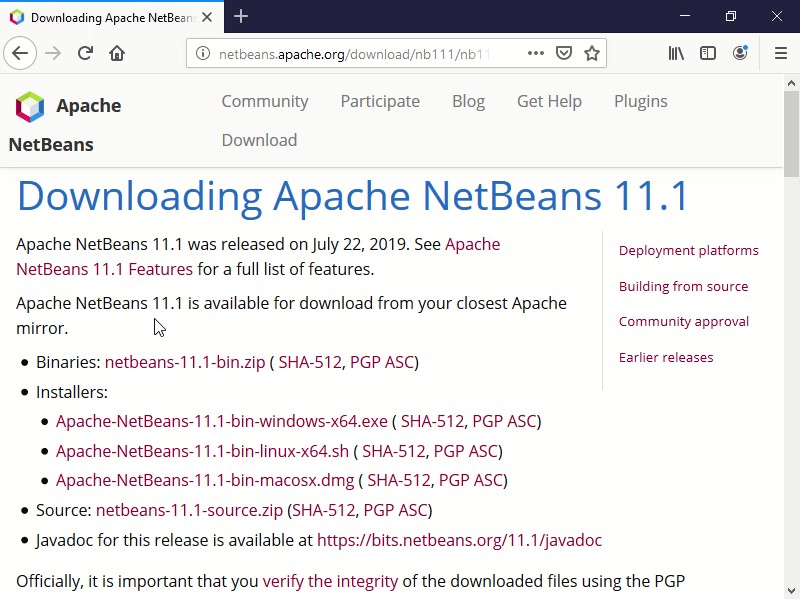 Downloading Apache NetBeans
netbeans.apache.org/download/nb111/nb11
Apache
NetBeans
Community Participate Blog Get Help Plugins
Download
Downloading Apache NetBeans 11.1
Apache NetBeans 11.1 was released on July 22, 2019. See Apache
NetBeans 11.1 Features for a full list of features.
Apache NetBeans 11.1 is available for download from your closest Apache
mirror.
• Binaries: netbeans-11.1-bin.zip ( SHA-512, PGP ASC)
• Installers:
• Apache-NetBeans-11.1-bin-windows-x64.exe ( SHA-512, PGP ASC)
• Apache-NetBeans-11.1-bin-linux-x64.sh ( SHA-512, PGP ASC)
• Apache-NetBeans-11.1-bin-macosx.dmg ( SHA-512, PGP ASC)
• Source: netbeans-11.1-source.zip (SHA-512, PGP ASC)
• Javadoc for this release is available at https://bits.netbeans.org/11.1/javadoc
Officially, it is important that you verify the integrity of the downloaded files using the PGP
Deployment platforms
Building from source
Community approval
Earlier releases